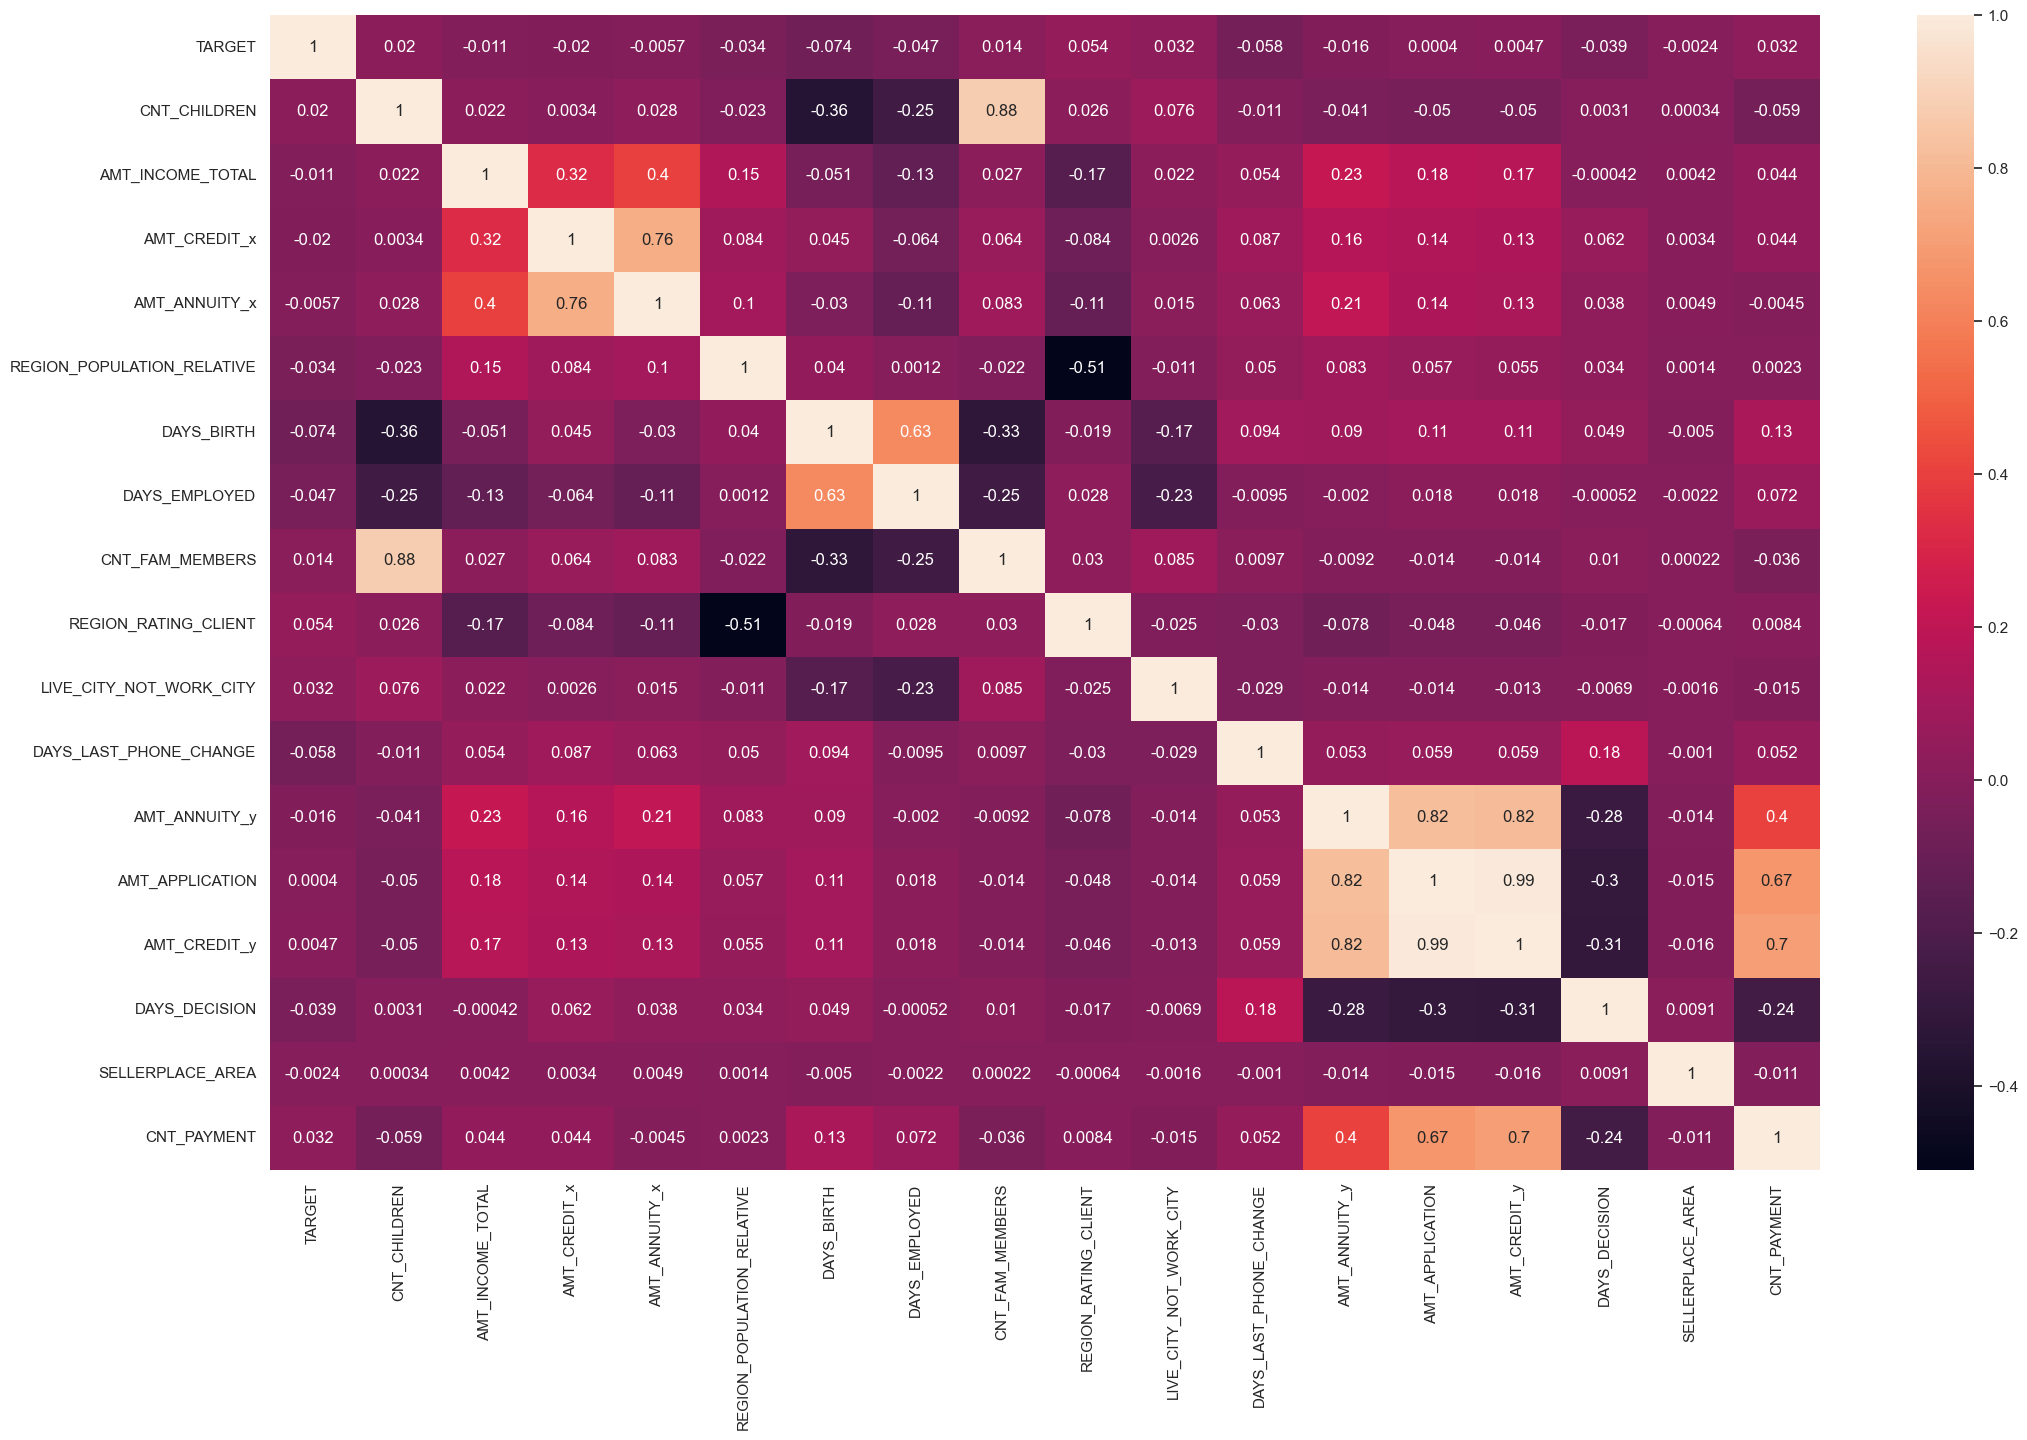 TARGET 1 0.02 -0.011 -0.02 -0.0057 -0.034 -0.074 -0.047 0.014 0.054 0.032 -0.058 -0.016 0.0004 0.0047 -0.039 -0.0024 0.032
CNT_CHILDREN 0.02 1 0.022 0.0034 0.028 -0.023 -0.36 -0.25 0.88 0.026 0.076 -0.011 -0.041 -0.05 -0.05 0.0031 0.00034 -0.059
AMT_INCOME_TOTAL -0.011 0.022 1 0.32 0.4 0.15 -0.051 -0.13 0.027 -0.17 0.022 0.054 0.23 0.18 0.17 -0.00042 0.0042 0.044
AMT_CREDIT_x -0.02 0.0034 0.32 1 0.76 0.084 0.045 -0.064 0.064 -0.084 0.0026 0.087 0.16 0.14 0.13 0.062 0.0034 0.044
AMT_ANNUITY_x -0.0057 0.028 0.4 0.76 1 0.1 -0.03 -0.11 0.083 -0.11 0.015 0.063 0.21 0.14 0.13 0.038 0.0049 -0.0045
REGION_POPULATION_RELATIVE -0.034 -0.023 0.15 0.084 0.1 1 0.04 0.0012 -0.022 -0.51 -0.011 0.05 0.083 0.057 0.055 0.034 0.0014 0.0023
DAYS_BIRTH -0.074 -0.36 -0.051 0.045 -0.03 0.04 1 0.63 -0.33 -0.019 -0.17 0.094 0.09 0.11 0.11 0.049 -0.005 0.13
DAYS_EMPLOYED -0.047 -0.25 -0.13 -0.064 -0.11 0.0012 0.63 1 -0.25 0.028 -0.23 -0.0095 -0.002 0.018 0.018 -0.00052 -0.0022 0.072
CNT_FAM_MEMBERS 0.014 0.88 0.027 0.064 0.083 -0.022 -0.33 -0.25 1 0.03 0.085 0.0097 -0.0092 -0.014 -0.014 0.01 0.00022 -0.036
REGION_RATING_CLIENT 0.054 0.026 -0.17 -0.084 -0.11 -0.51 -0.019 0.028 0.03 1 -0.025 -0.03 -0.078 -0.048 -0.046 -0.017 -0.00064 0.0084
LIVE_CITY_NOT_WORK_CITY 0.032 0.076 0.022 0.0026 0.015 -0.011 -0.17 -0.23 0.085 -0.025 1 -0.029 -0.014 -0.014 -0.013 -0.0069 -0.0016 -0.015
DAYS_LAST_PHONE_CHANGE -0.058 -0.011 0.054 0.087 0.063 0.05 0.094 -0.0095 0.0097 -0.03 -0.029 1 0.053 0.059 0.059 0.18 -0.001 0.052
AMT_ANNUITY_y -0.016 -0.041 0.23 0.16 0.21 0.083 0.09 -0.002 -0.0092 -0.078 -0.014 0.053 1 0.82 0.82 -0.28 -0.014 0.4
AMT_APPLICATION 0.0004 -0.05 0.18 0.14 0.14 0.057 0.11 0.018 -0.014 -0.048 -0.014 0.059 0.82 1 0.99 -0.3 -0.015 0.67
AMT_CREDIT_y 0.0047 -0.05 0.17 0.13 0.13 0.055 0.11 0.018 -0.014 -0.046 -0.013 0.059 0.82 0.99 1 -0.31 -0.016 0.7
DAYS_DECISION -0.039 0.0031 -0.00042 0.062 0.038 0.034 0.049 -0.00052 0.01 -0.017 -0.0069 0.18 -0.28 -0.3 -0.31 1 0.0091 -0.24
SELLERPLACE_AREA -0.0024 0.00034 0.0042 0.0034 0.0049 0.0014 -0.005 -0.0022 0.00022 -0.00064 -0.0016 -0.001 -0.014 -0.015 -0.016 0.0091 1 -0.011
CNT_PAYMENT 0.032 -0.059 0.044 0.044 -0.0045 0.0023 0.13 0.072 -0.036 0.0084 -0.015 0.052 0.4 0.67 0.7 -0.24 -0.011 1
TARGET
CNT_CHILDREN
AMT_INCOME_TOTAL
AMT_CREDIT_x
AMT_ANNUITY_x
REGION_POPULATION_RELATIVE
DAYS_BIRTH
DAYS_EMPLOYED
CNT_FAM_MEMBERS
REGION_RATING_CLIENT
LIVE_CITY_NOT_WORK_CITY
DAYS_LAST_PHONE_CHANGE
AMT_ANNUITY_y
AMT_APPLICATION
AMT_CREDIT_y
DAYS_DECISION
SELLERPLACE_AREA
CNT_PAYMENT
1.0
0.8
0.6
0.4
0.2
0.0
−0.2
−0.4